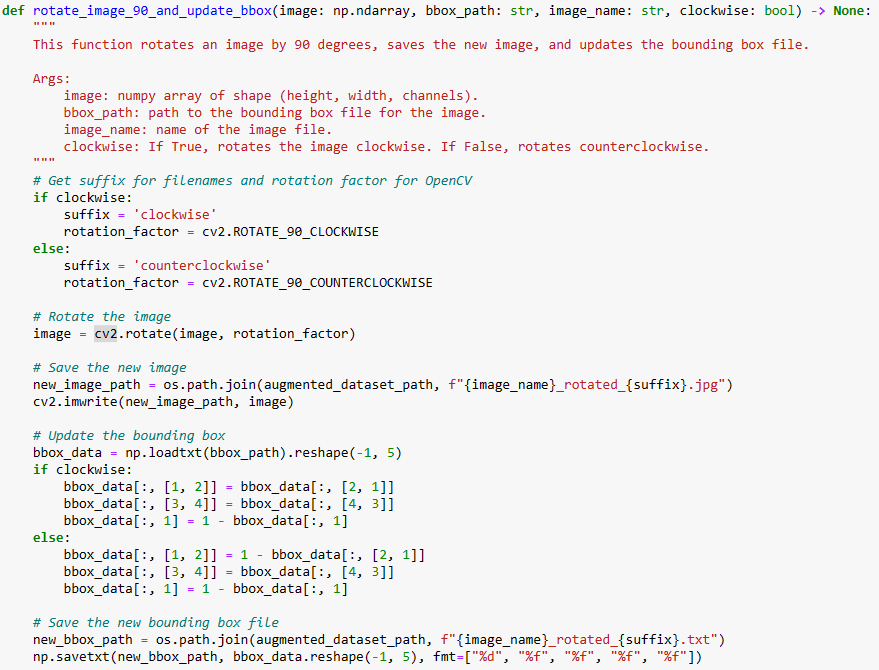 def rotate_image_90_and_update_bbox(image: np.ndarray, bbox_path: str, image_name: str, clockwise: bool) -> None:
    """
    This function rotates an image by 90 degrees, saves the new image, and updates the bounding box file.

    Args:
        image: numpy array of shape (height, width, channels).
        bbox_path: path to the bounding box file for the image.
        image_name: name of the image file.
        clockwise: If True, rotates the image clockwise. If False, rotates counterclockwise.
    """
    # Get suffix for filenames and rotation factor for OpenCV
    if clockwise:
        suffix = 'clockwise'
        rotation_factor = cv2.ROTATE_90_CLOCKWISE
    else:
        suffix = 'counterclockwise'
        rotation_factor = cv2.ROTATE_90_COUNTERCLOCKWISE

    # Rotate the image
    image = cv2.rotate(image, rotation_factor)

    # Save the new image
    new_image_path = os.path.join(augmented_dataset_path, f"{image_name}_rotated_{suffix}.jpg")
    cv2.imwrite(new_image_path, image)

    # Update the bounding box
    bbox_data = np.loadtxt(bbox_path).reshape(-1, 5)
    if clockwise:
        bbox_data[:, [1, 2]] = bbox_data[:, [2, 1]]
        bbox_data[:, [3, 4]] = bbox_data[:, [4, 3]]
        bbox_data[:, 1] = 1 - bbox_data[:, 1]
    else:
        bbox_data[:, [1, 2]] = 1 - bbox_data[:, [2, 1]]
        bbox_data[:, [3, 4]] = bbox_data[:, [4, 3]]
        bbox_data[:, 1] = 1 - bbox_data[:, 1]

    # Save the new bounding box file
    new_bbox_path = os.path.join(augmented_dataset_path, f"{image_name}_rotated_{suffix}.txt")
    np.savetxt(new_bbox_path, bbox_data.reshape(-1, 5), fmt=["%d", "%f", "%f", "%f", "%f"])